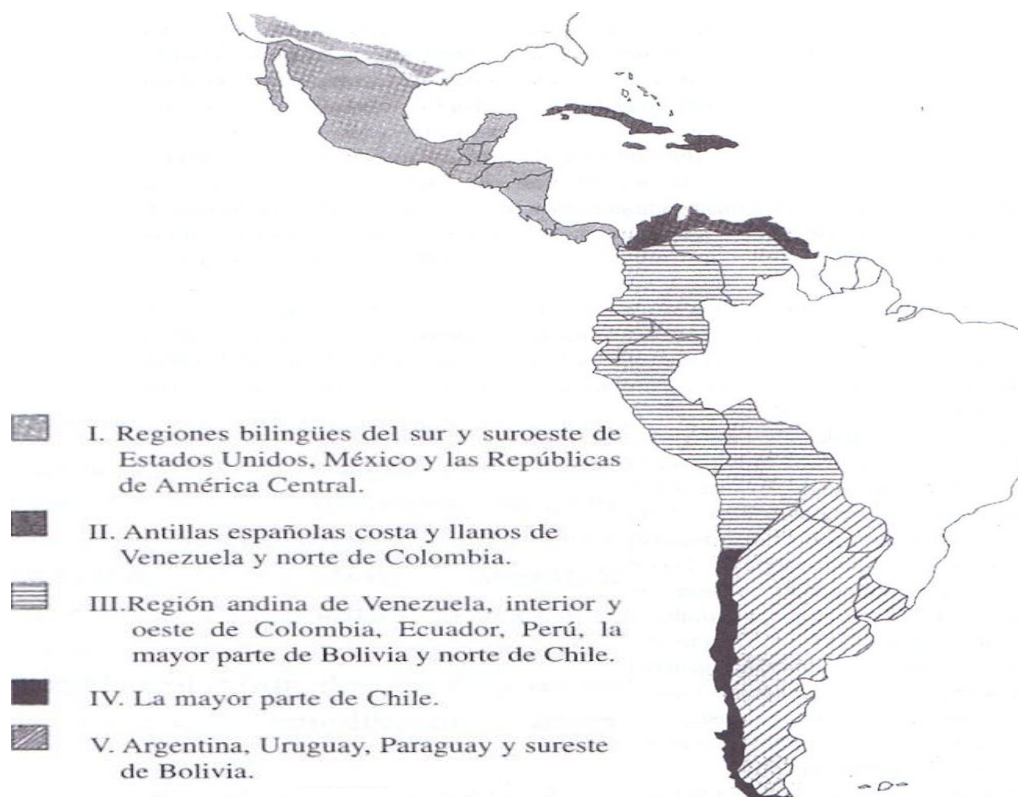 I. Regiones bilingües del sur y suroeste de
Estados Unidos, México y las Repúblicas
de América Central.
II. Antillas españolas costa y llanos de
Venezuela y norte de Colombia.
III.Región andina de Venezuela, interior y
oeste de Colombia, Ecuador, Perú, la
mayor parte de Bolivia y norte de Chile.
IV. La mayor parte de Chile.
V. Argentina, Uruguay, Paraguay y sureste
de Bolivia.